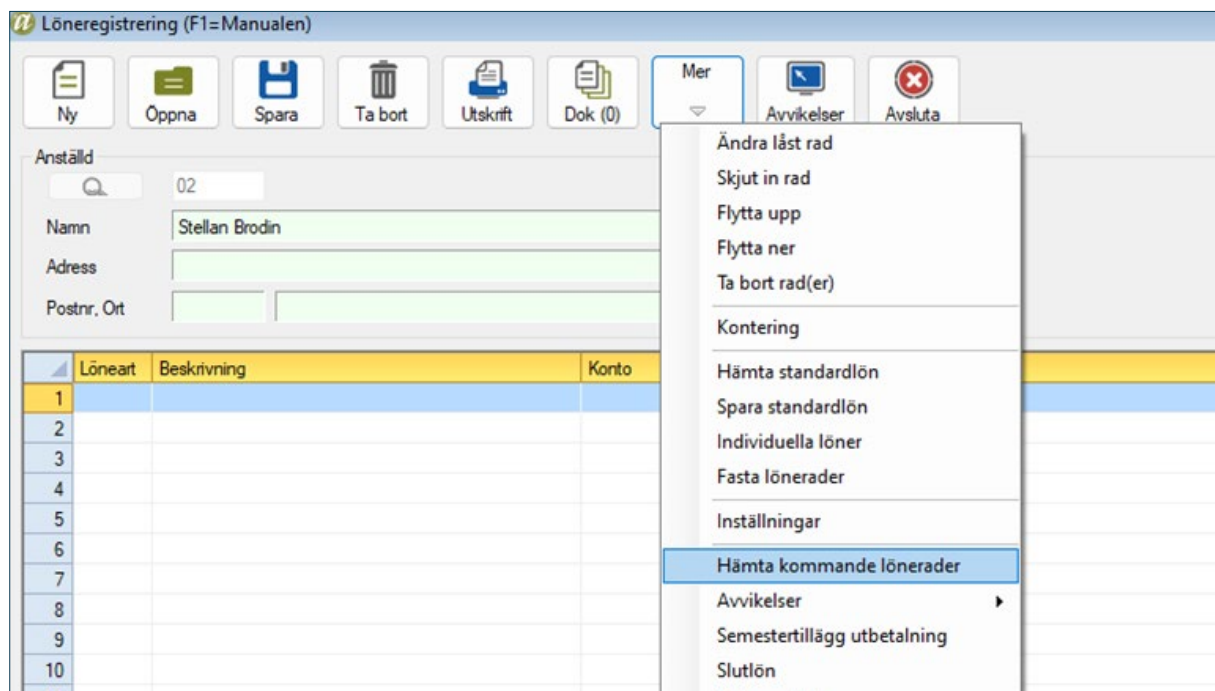 Löneregistrering (F1=Manualen)
Ny
Öppna
Spara
Ta bort
Utskrift
Dok (0)
Mer
Avvikelser
Avsluta
Anställd
02
Namn
Stellan Brodin
Adress
Postnr, Ort
Löneart
Beskrivning
Konto
1
2
3
4
5
6
7
8
9
10
Ändra låst rad
Skjut in rad
Flytta upp
Flytta ner
Ta bort rad(er)
Kontering
Hämta standardlön
Spara standardlön
Individuella löner
Fasta lönerader
Inställningar
Hämta kommande lönerader
Avvikelser
Semestertillägg utbetalning
Slutlön